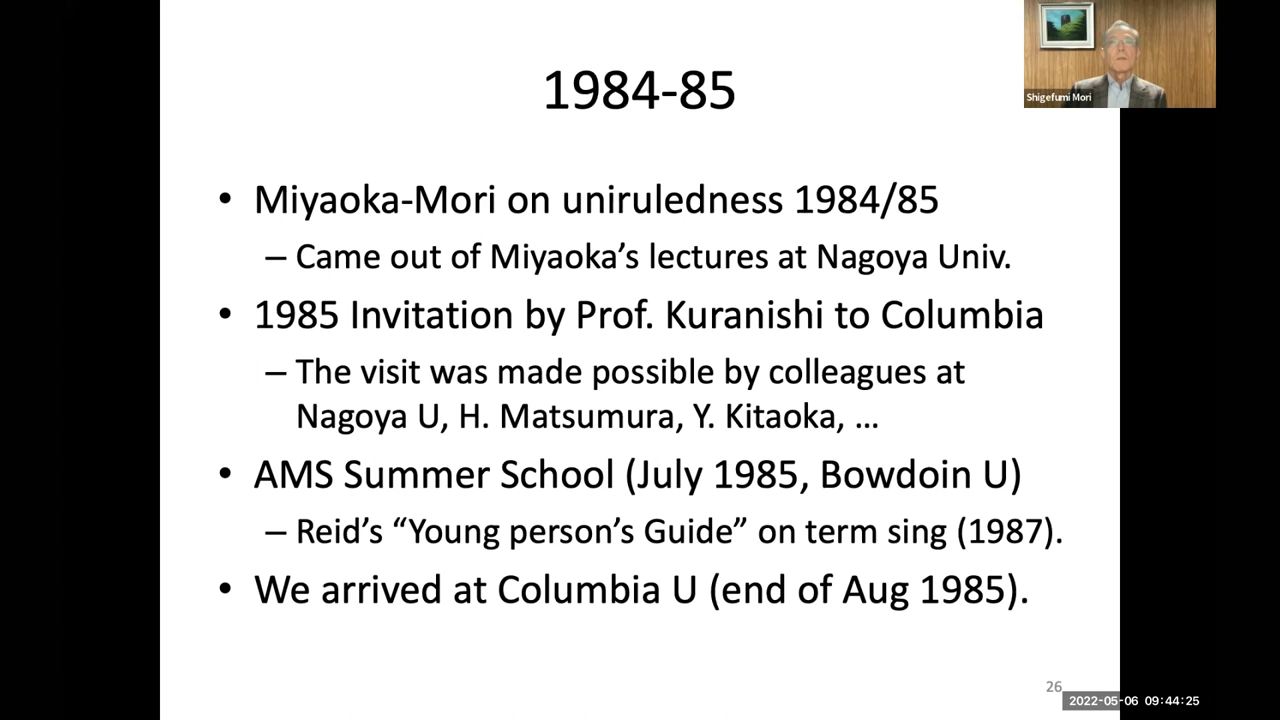 1984-85
Shigefumi Mori
• Miyaoka-Mori on uniruledness 1984/85
– Came out of Miyaoka’s lectures at Nagoya Univ.
• 1985 Invitation by Prof. Kuranishi to Columbia
– The visit was made possible by colleagues at
Nagoya U, H. Matsumura, Y. Kitaoka, …
• AMS Summer School (July 1985, Bowdoin U)
– Reid’s “Young person’s Guide” on term sing (1987).
• We arrived at Columbia U (end of Aug 1985).
26
2022-05-06 09:44:25